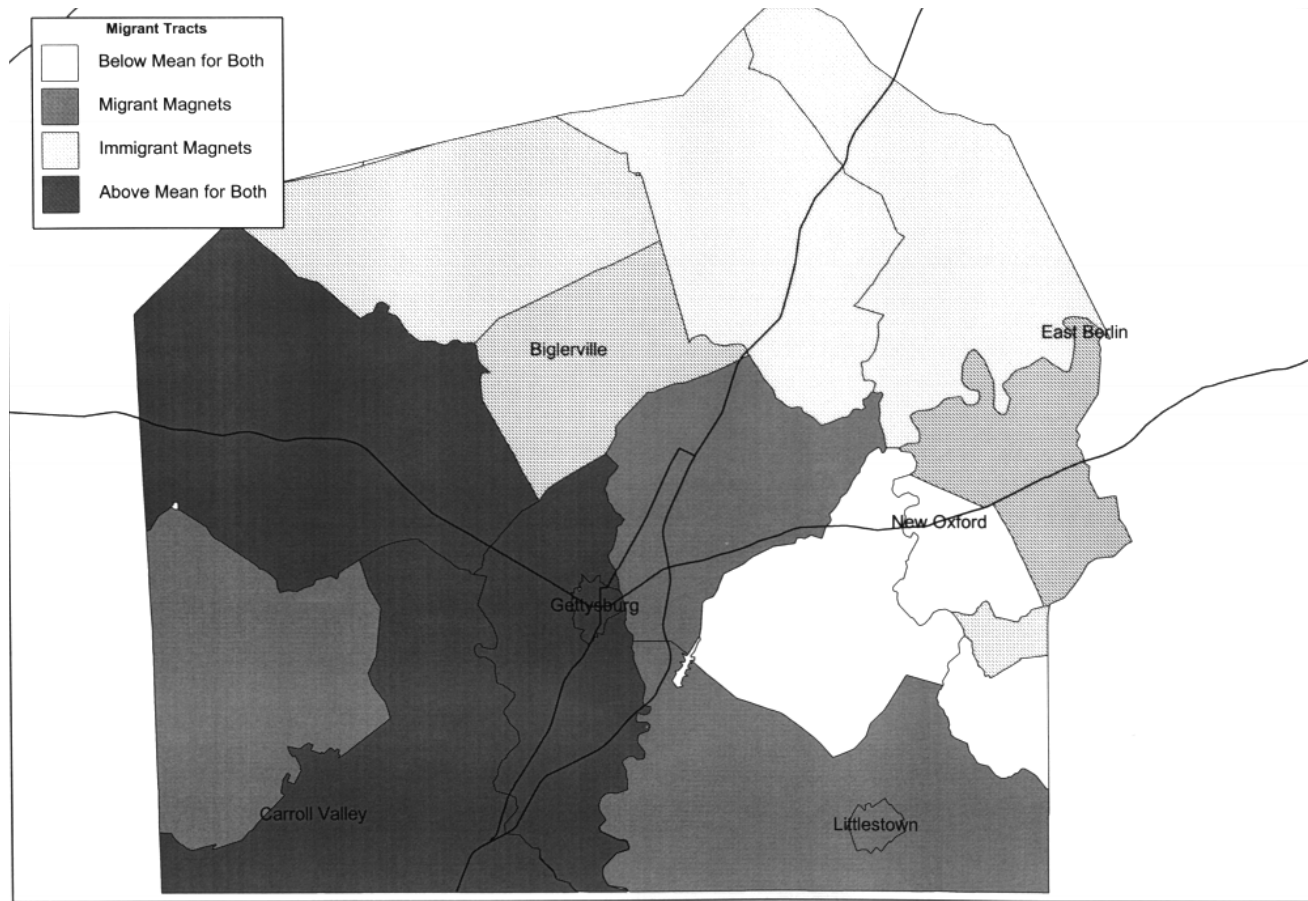 Migrant Tracts
Below Mean for Both
Migrant Magnets
Immigrant Magnets
Above Mean for Both
East Berlin
Biglerville
New Oxford
Gettysburg
Carroll Valley
Littlestown